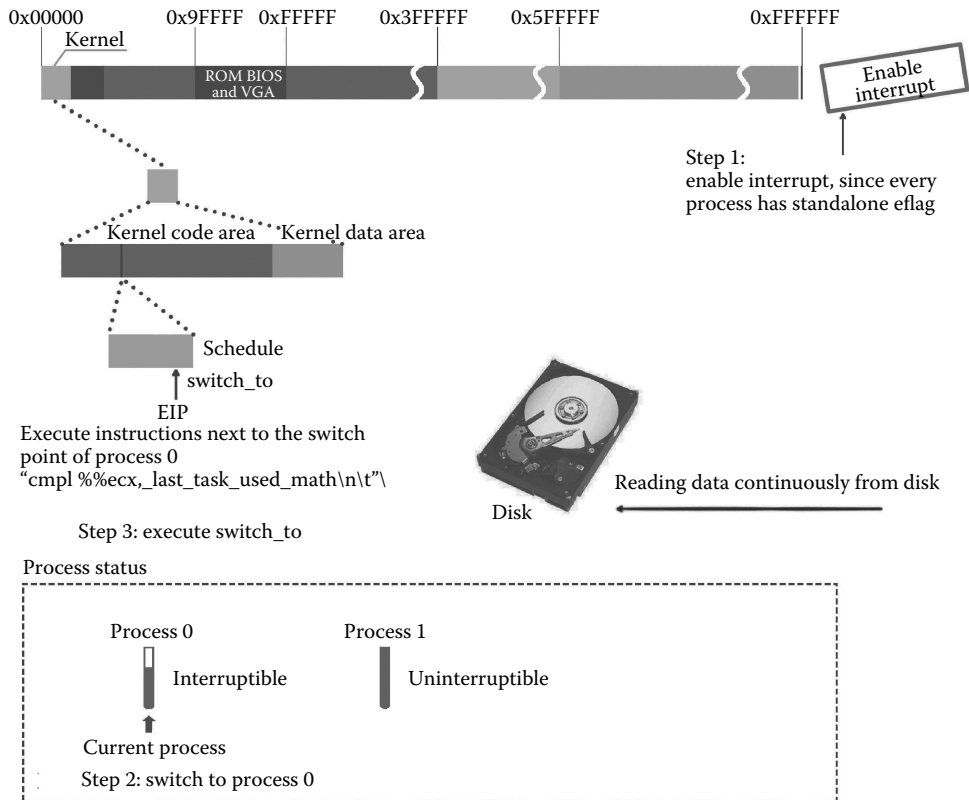 0x00000 0x9FFFF 0xFFFFF 0x3FFFFF 0x5FFFFF 0xFFFFFF
Kernel
ROM BIOS
and VGA
Enable
interrupt
Step 1:
enable interrupt, since every
process has standalone eflag
Kernel code area Kernel data area
Schedule
switch_to
EIP
Execute instructions next to the switch
point of process 0
“cmpl %%ecx,_last_task_used_math\n\t”\
Step 3: execute switch_to
Disk
Reading data continuously from disk
Process status
Process 0 Process 1
Interruptible Uninterruptible
Current process
Step 2: switch to process 0